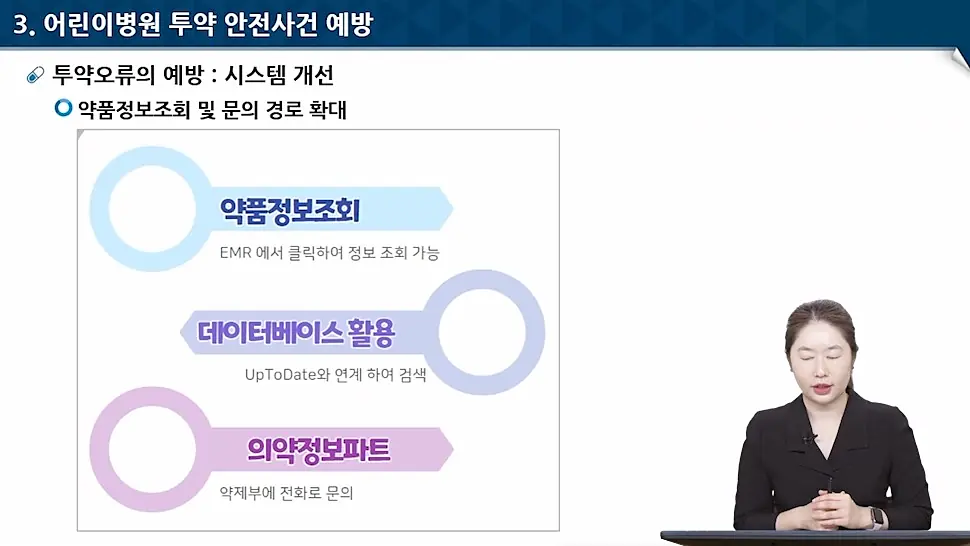 3. 어린이병원 투약 안전사건 예방
투약오류의 예방 : 시스템 개선
약품정보조회 및 문의 경로 확대
약품정보조회
EMR 에서 클릭하여 정보 조회 가능
데이터베이스 활용
UpToDate와 연계 하여 검색
의약정보파트
약제부에 전화로 문의